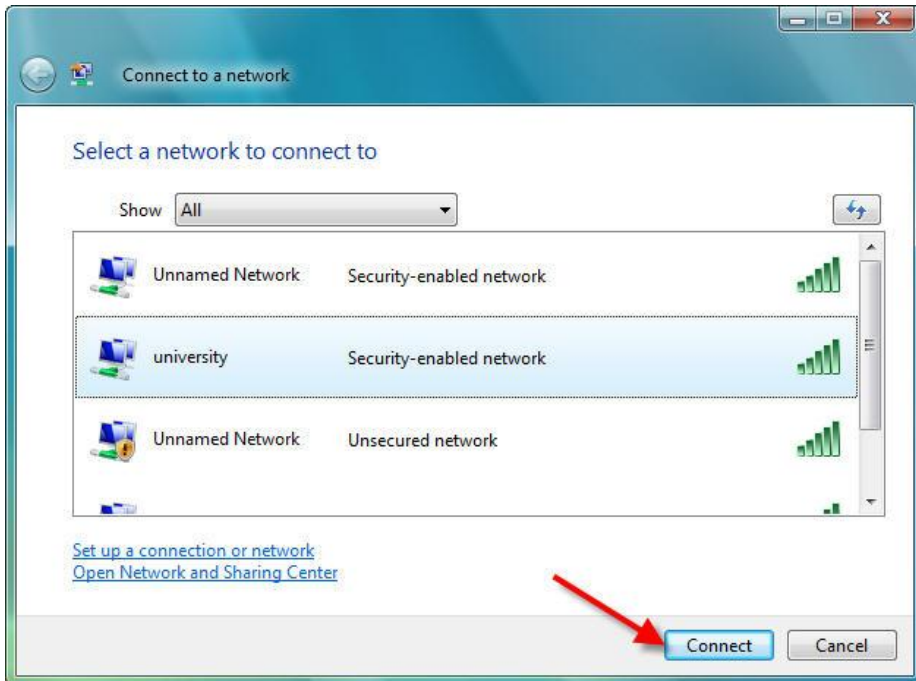 Connect to a network
Select a network to connect to
Show All
Unnamed Network Security-enabled network
university Security-enabled network
Unnamed Network Unsecured network
Set up a connection or network
Open Network and Sharing Center
Connect Cancel